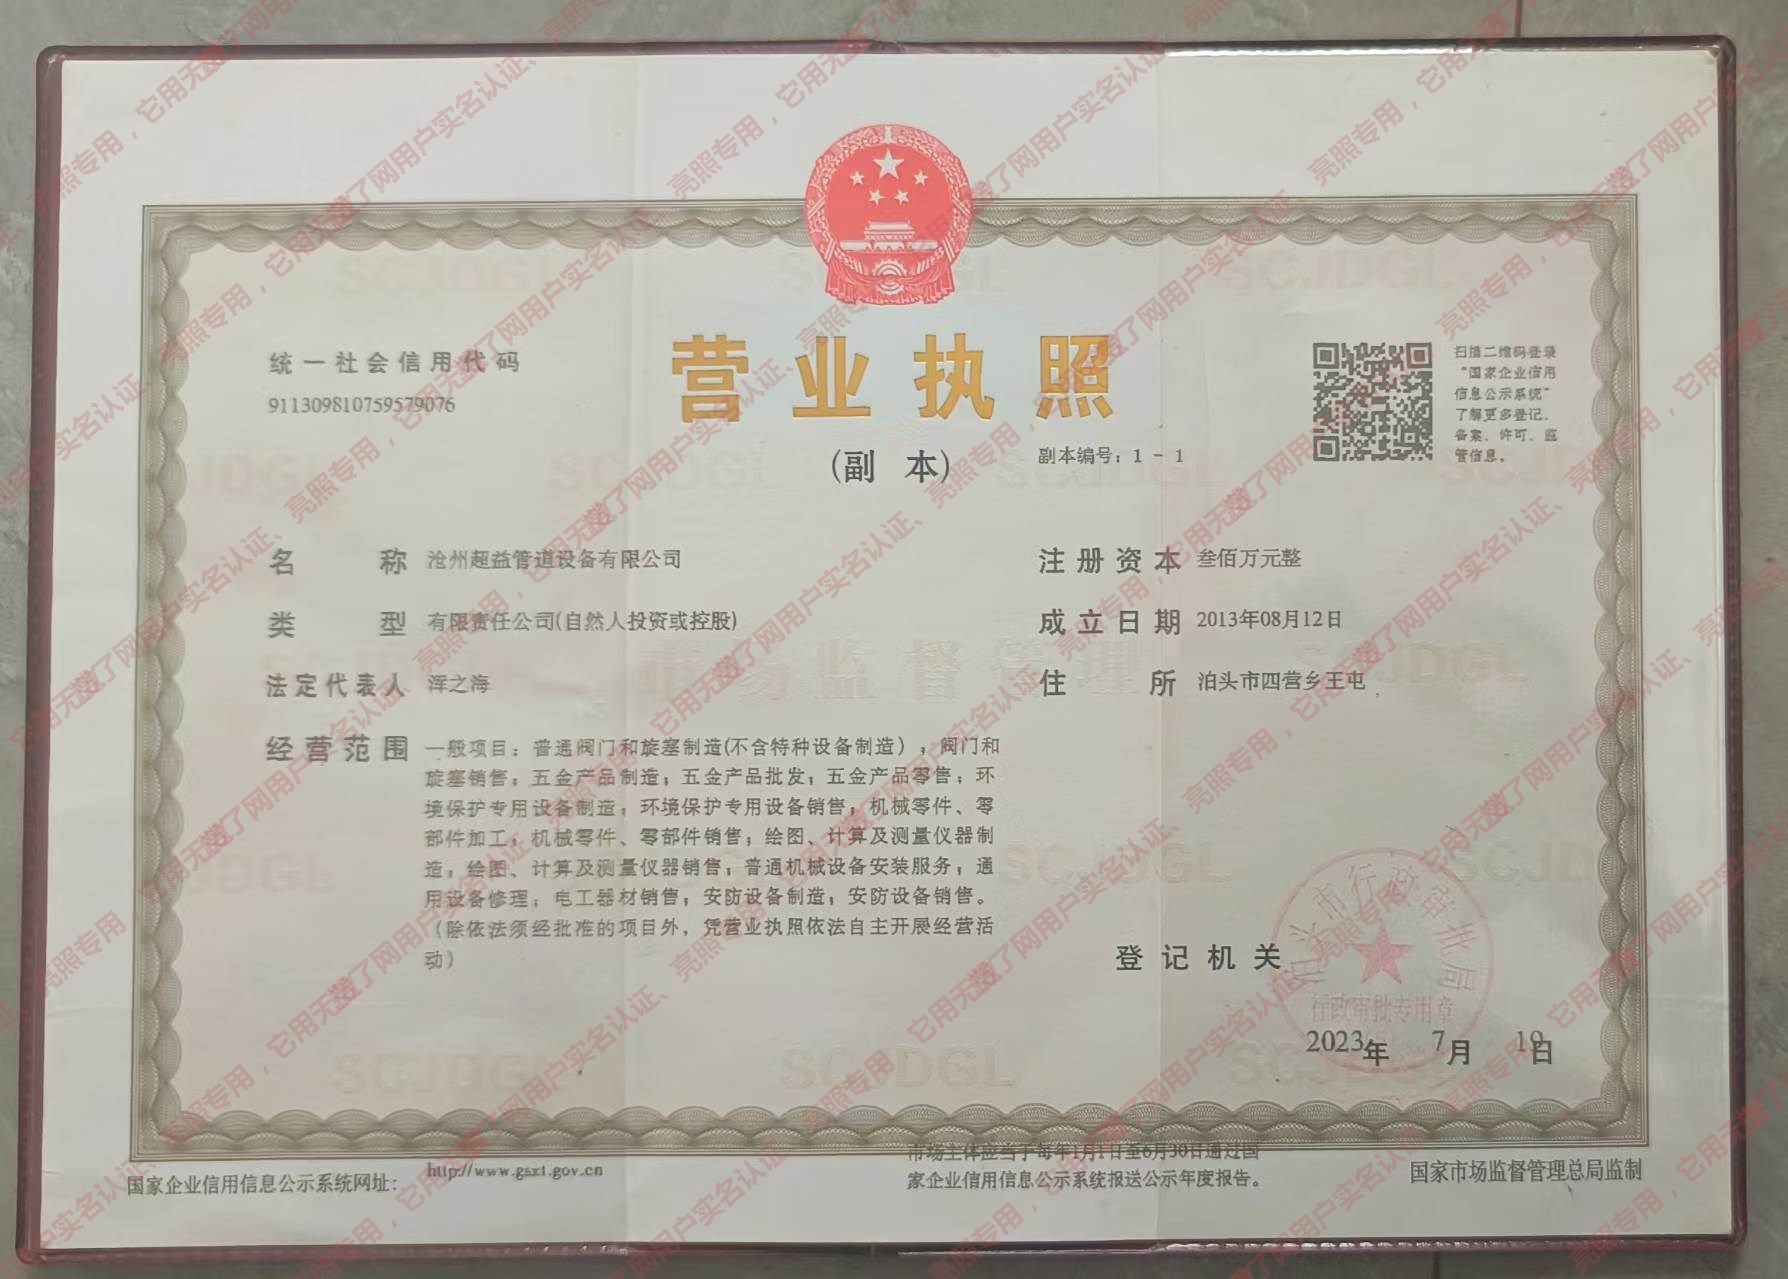 营业执照
(副 本)
副本编号：1 - 1
统一社会信用代码
911309810759579076
扫描二维码登录
“国家企业信用
信息公示系统”
了解更多登记、
备案、许可、监
管信息。
名 称 沧州超益管道设备有限公司
类 型 有限责任公司(自然人投资或控股)
法定代表人 浑之海
经营范围 一般项目：普通阀门和旋塞制造(不含特种设备制造）；阀门和
旋塞销售；五金产品制造；五金产品批发；五金产品零售；环
境保护专用设备制造；环境保护专用设备销售；机械零件、零
部件加工；机械零件、零部件销售；绘图、计算及测量仪器制
造；绘图、计算及测量仪器销售；普通机械设备安装服务；通
用设备修理；电工器材销售；安防设备制造；安防设备销售。
（除依法须经批准的项目外，凭营业执照依法自主开展经营活
动）
注册资本 叁佰万元整
成立日期 2013年08月12日
住 所 泊头市四营乡王屯
登记机关
泊头市行政审批局
行政审批专用章
2023年 7月 19日
国家企业信用信息公示系统网址：
http://www.gsxt.gov.cn
市场主体应当于每年1月1日至6月30日通过国
家企业信用信息公示系统报送公示年度报告。
国家市场监督管理总局监制
市场监督管理
SCJDGL